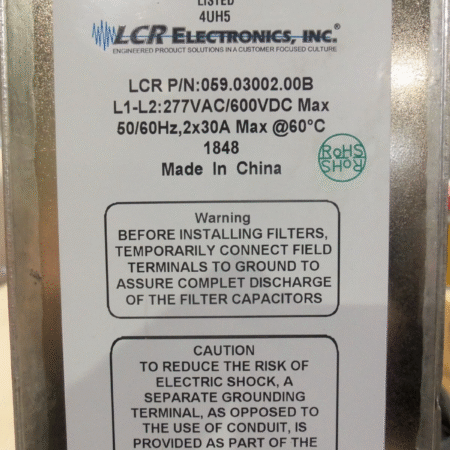 LISTED
4UH5
LCR ELECTRONICS, INC.®
ENGINEERED PRODUCT SOLUTIONS IN A CUSTOMER FOCUSED CULTURE
LCR P/N:059.03002.00B
L1-L2:277VAC/600VDC Max
50/60Hz,2x30A Max @60°C
1848
Made In China
RoHS
SHoR
Warning
BEFORE INSTALLING FILTERS,
TEMPORARILY CONNECT FIELD
TERMINALS TO GROUND TO
ASSURE COMPLET DISCHARGE
OF THE FILTER CAPACITORS
CAUTION
TO REDUCE THE RISK OF
ELECTRIC SHOCK, A
SEPARATE GROUNDING
TERMINAL, AS OPPOSED TO
THE USE OF CONDUIT, IS
PROVIDED AS PART OF THE